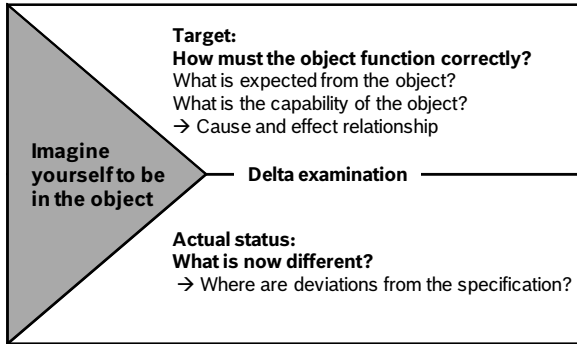 Target:
How must the object function correctly?
What is expected from the object?
What is the capability of the object?
→ Cause and effect relationship
Imagine
yourself to be
in the object
Delta examination
Actual status:
What is now different?
→ Where are deviations from the specification?